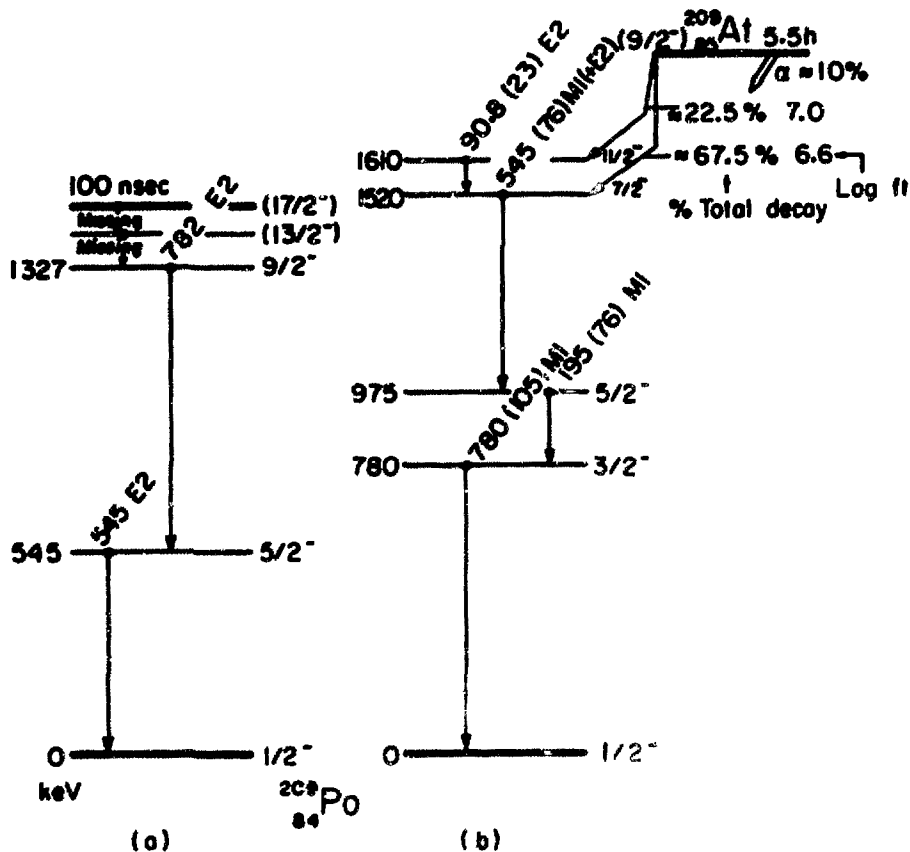 209
85At 5.5h
(9/2⁻)
α ≈10%
≈22.5% 7.0
≈67.5% 6.6
Log ft
% Total decay
90.8 (23) E2
545 (76)M1(+E2)
1610
11/2⁻
1520
7/2⁻
100 nsec
(17/2⁻)
Missing
(13/2⁻)
Missing
782 E2
1327
9/2⁻
195 (76) M1
780 (105) M1
975
5/2⁻
780
3/2⁻
545 E2
545
5/2⁻
0
1/2⁻
0
1/2⁻
keV
84Po
(a)
(b)